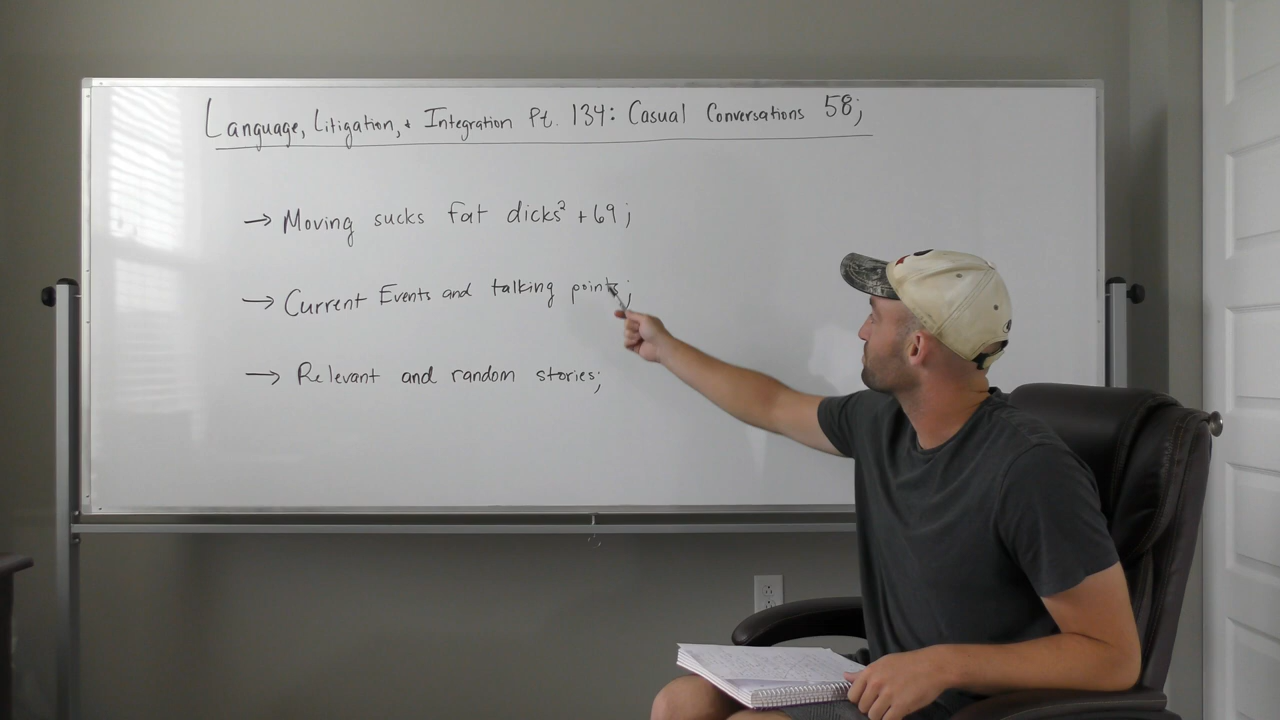 Language, Litigation, + Integration Pt. 134: Casual Conversations 58;
→ Moving sucks fat dicks² + 69;
→ Current Events and talking points;
→ Relevant and random stories;